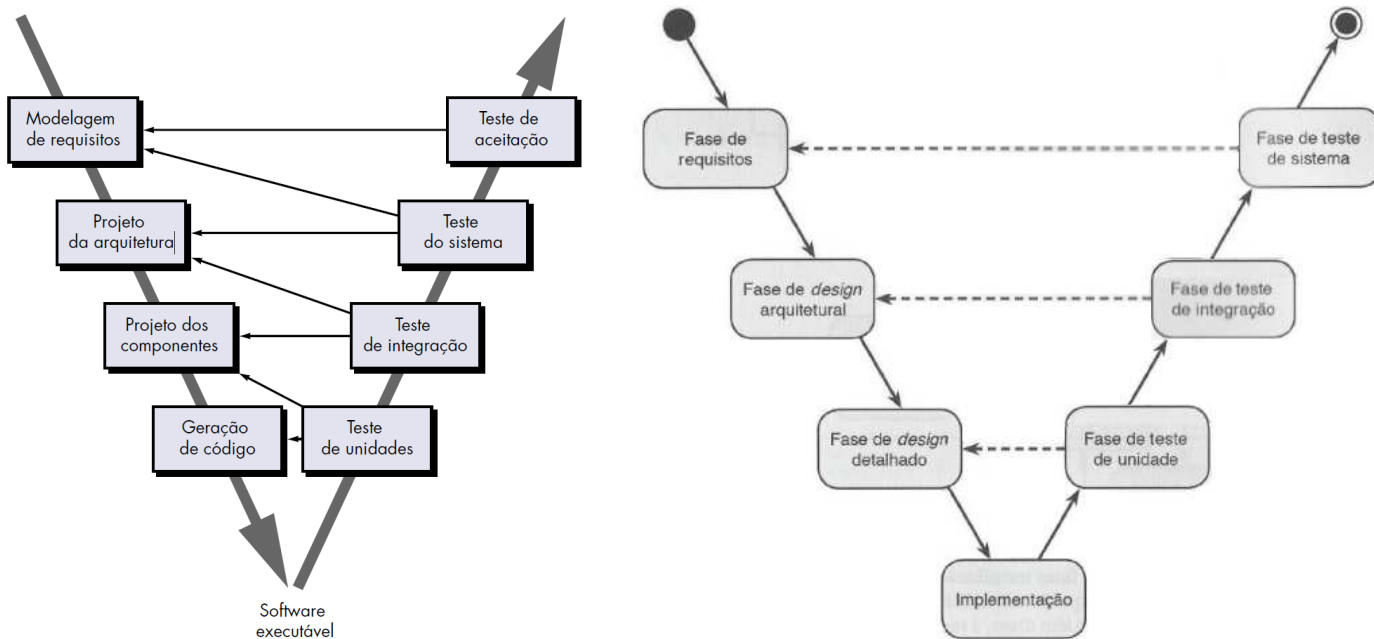 Modelagem
de requisitos
Teste de
aceitação
Projeto
da arquitetura
Teste
do sistema
Projeto dos
componentes
Teste
de integração
Geração
de código
Teste
de unidades
Software
executável
Fase de
requisitos
Fase de teste
de sistema
Fase de design
arquitetural
Fase de teste
de integração
Fase de design
detalhado
Fase de teste
de unidade
Implementação